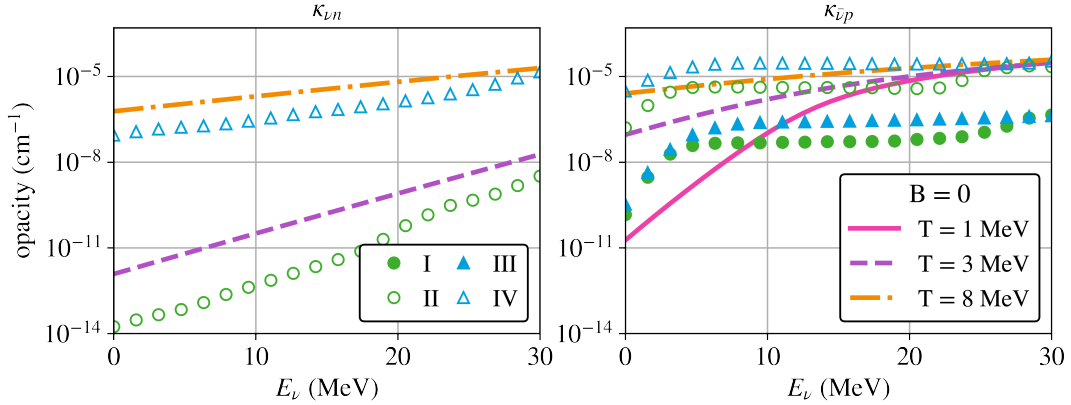 κνn
κν̄p
opacity (cm⁻¹)
10⁻⁵
10⁻⁸
10⁻¹¹
10⁻¹⁴
0
10
20
30
Eν (MeV)
I
III
II
IV
10⁻⁵
10⁻⁸
10⁻¹¹
10⁻¹⁴
0
10
20
30
Eν (MeV)
B = 0
T = 1 MeV
T = 3 MeV
T = 8 MeV